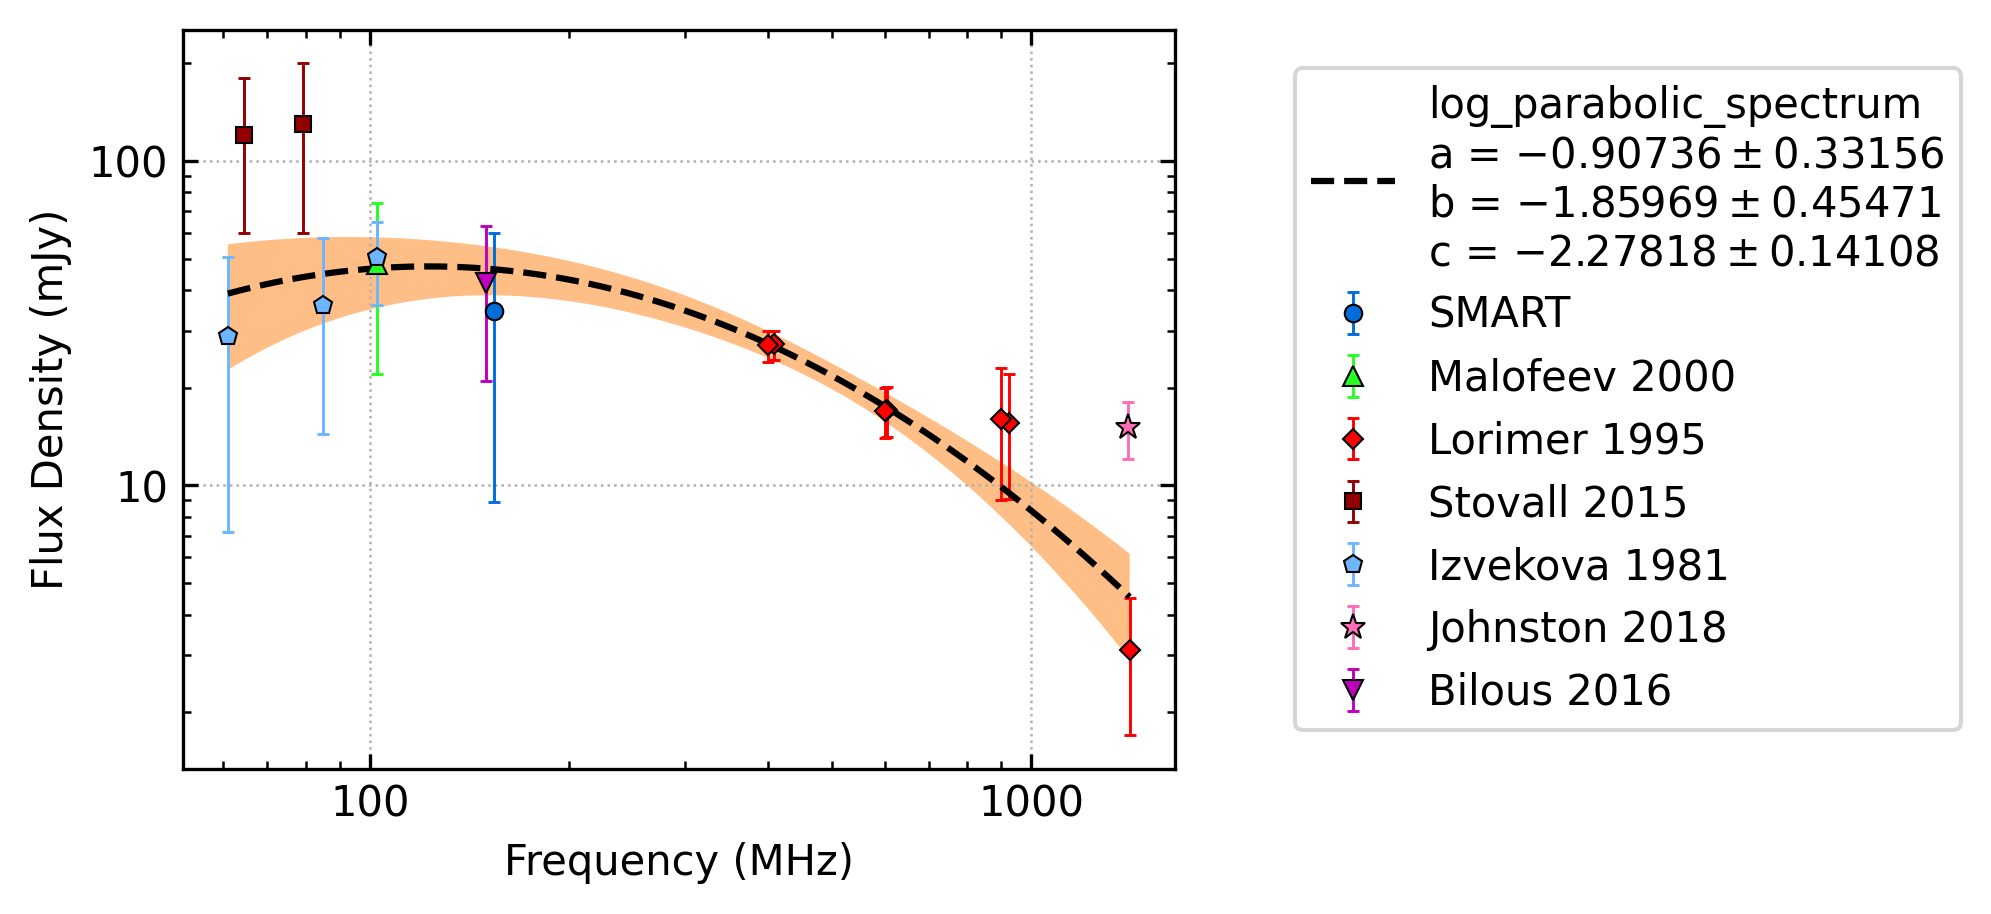 100
10
Flux Density (mJy)
100
1000
Frequency (MHz)
log_parabolic_spectrum
a = −0.90736 ± 0.33156
b = −1.85969 ± 0.45471
c = −2.27818 ± 0.14108
SMART
Malofeev 2000
Lorimer 1995
Stovall 2015
Izvekova 1981
Johnston 2018
Bilous 2016